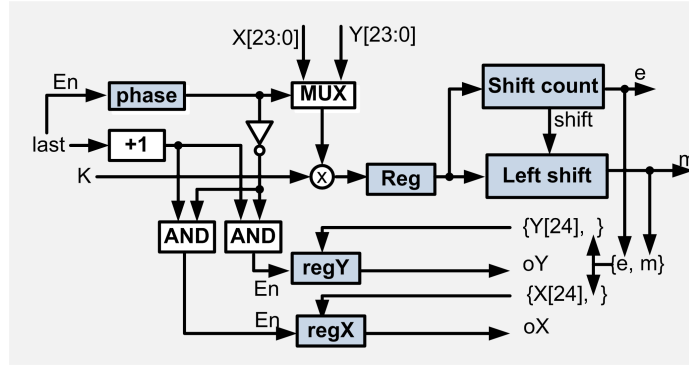 X[23:0] Y[23:0]
En phase MUX Shift count e
last +1 shift
K x Reg Left shift m
AND AND {Y[24], }
regY oY {e, m}
En {X[24], }
En regX oX